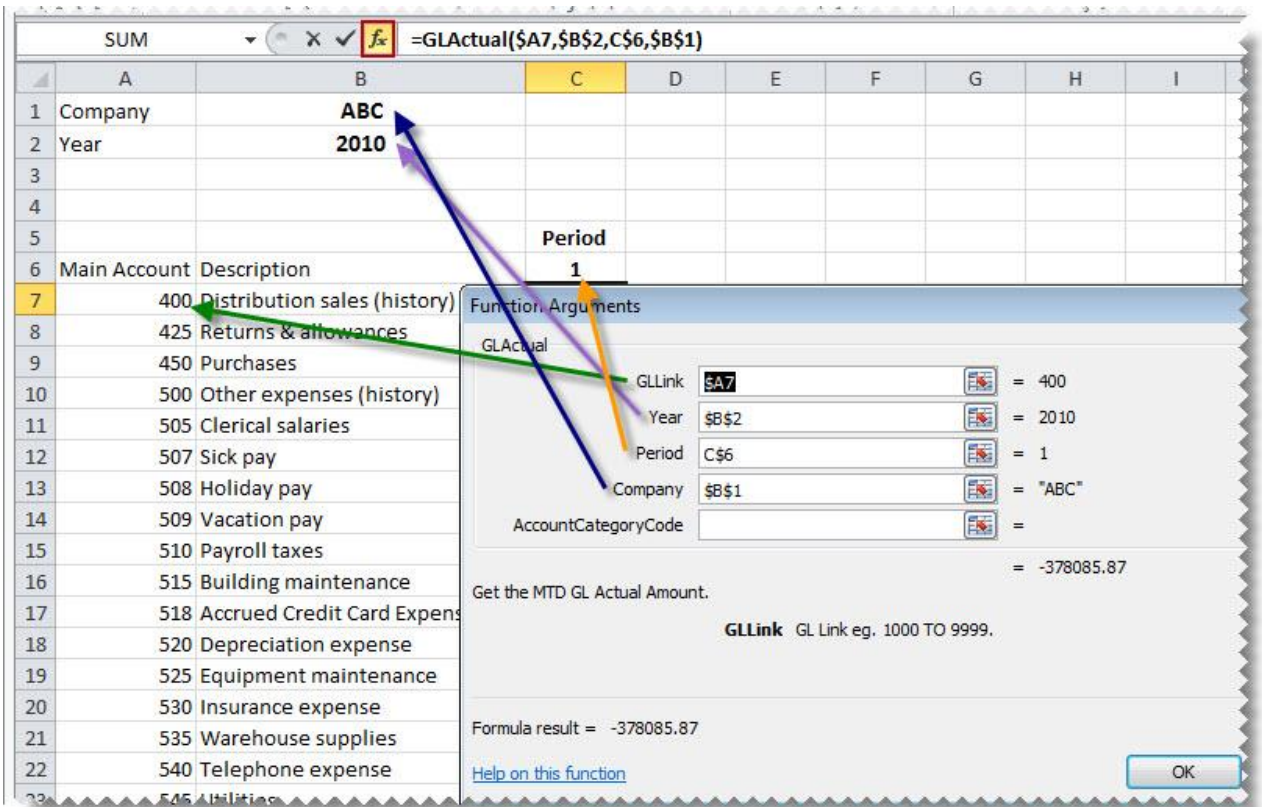 SUM fx =GLActual($A7,$B$2,C$6,$B$1)
A B C D E F G H I
1 Company ABC
2 Year 2010
3
4
5 Period
6 Main Account Description 1
7 400 Distribution sales (history)
8 425 Returns & allowances
9 450 Purchases
10 500 Other expenses (history)
11 505 Clerical salaries
12 507 Sick pay
13 508 Holiday pay
14 509 Vacation pay
15 510 Payroll taxes
16 515 Building maintenance
17 518 Accrued Credit Card Expens
18 520 Depreciation expense
19 525 Equipment maintenance
20 530 Insurance expense
21 535 Warehouse supplies
22 540 Telephone expense
23 545 Utilities
Function Arguments
GLActual
GLLink $A7 = 400
Year $B$2 = 2010
Period C$6 = 1
Company $B$1 = "ABC"
AccountCategoryCode =
= -378085.87
Get the MTD GL Actual Amount.
GLLink GL Link eg. 1000 TO 9999.
Formula result = -378085.87
Help on this function
OK